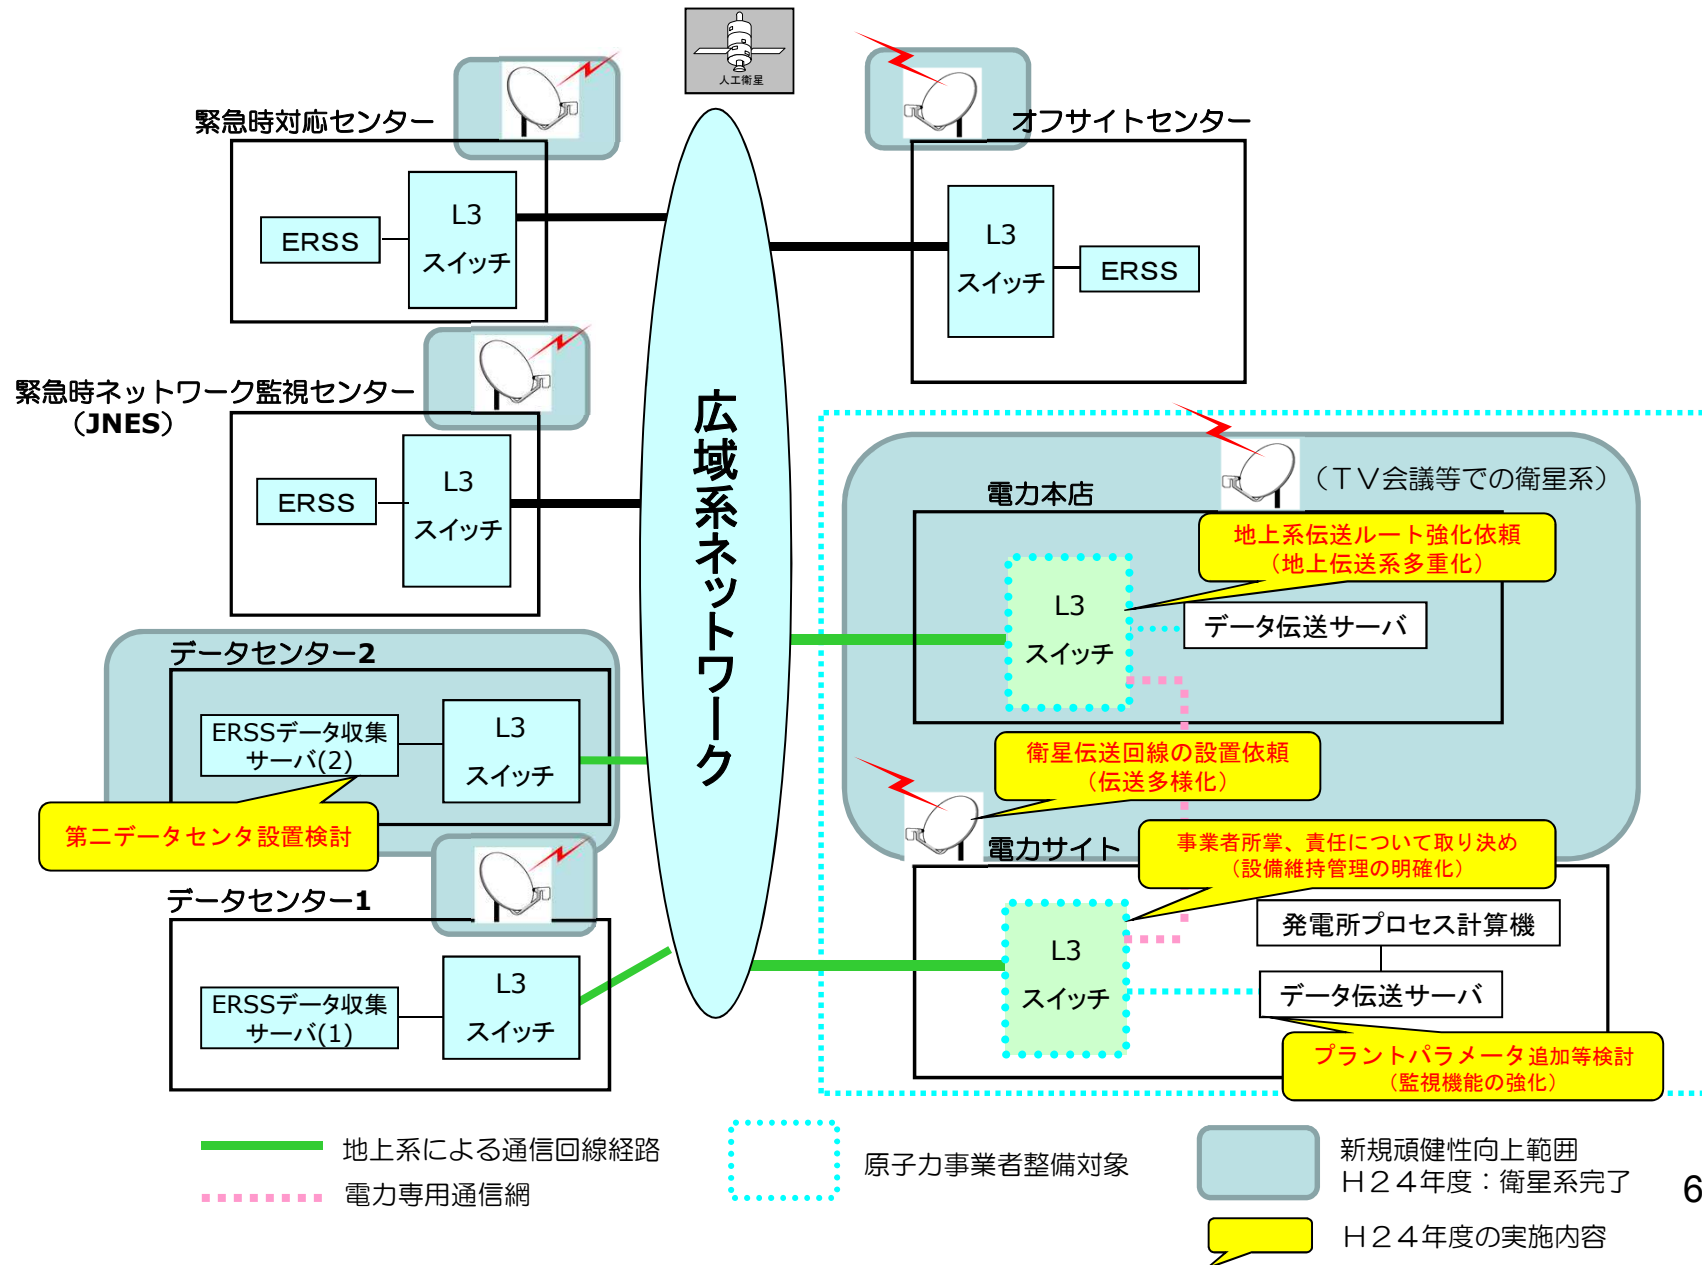 人工衛星
緊急時対応センター
L3
スイッチ
ERSS
オフサイトセンター
L3
スイッチ
ERSS
緊急時ネットワーク監視センター
（JNES）
L3
スイッチ
ERSS
広域系ネットワーク
（ＴＶ会議等での衛星系）
電力本店
地上系伝送ルート強化依頼
（地上伝送系多重化）
L3
スイッチ
データ伝送サーバ
データセンター2
ERSSデータ収集
サーバ(2)
L3
スイッチ
第二データセンタ設置検討
衛星伝送回線の設置依頼
（伝送多様化）
電力サイト
事業者所掌、責任について取り決め
（設備維持管理の明確化）
L3
スイッチ
発電所プロセス計算機
データ伝送サーバ
プラントパラメータ追加等検討
（監視機能の強化）
データセンター1
ERSSデータ収集
サーバ(1)
L3
スイッチ
地上系による通信回線経路
電力専用通信網
原子力事業者整備対象
新規頑健性向上範囲
Ｈ２４年度：衛星系完了
Ｈ２４年度の実施内容
6